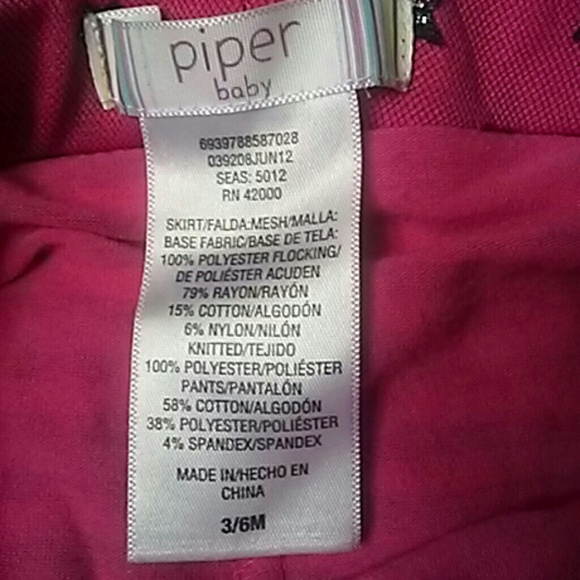 piper
baby
6939788587028
039208JUN12
SEAS: 5012
RN 42000
SKIRT/FALDA:MESH/MALLA:
BASE FABRIC/BASE DE TELA:
100% POLYESTER FLOCKING/
DE POLIÉSTER ACUDEN
79% RAYON/RAYÓN
15% COTTON/ALGODÓN
6% NYLON/NILÓN
KNITTED/TEJIDO
100% POLYESTER/POLIÉSTER
PANTS/PANTALÓN
58% COTTON/ALGODÓN
38% POLYESTER/POLIÉSTER
4% SPANDEX/SPANDEX
MADE IN/HECHO EN
CHINA
3/6M